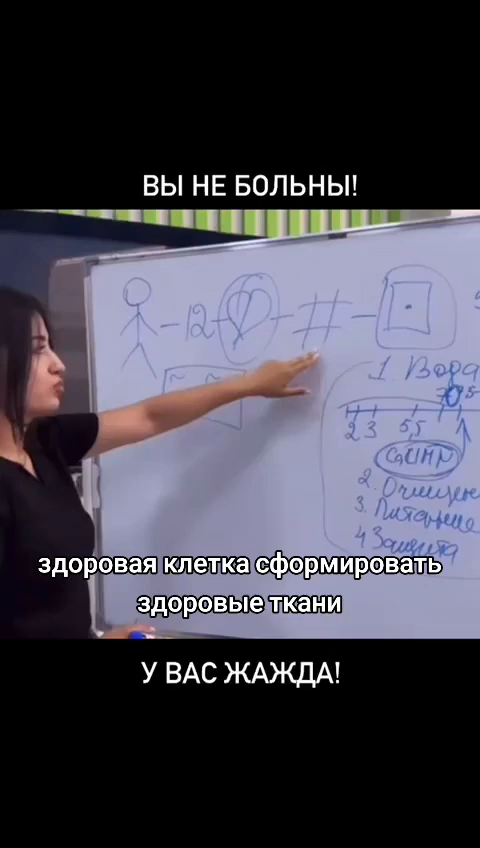 ВЫ НЕ БОЛЬНЫ!
12
1. Вода
2 3 5,5
CaUMN
2. Очищен
3. Питание
4 Защита
здоровая клетка сформировать
здоровые ткани
У ВАС ЖАЖДА!